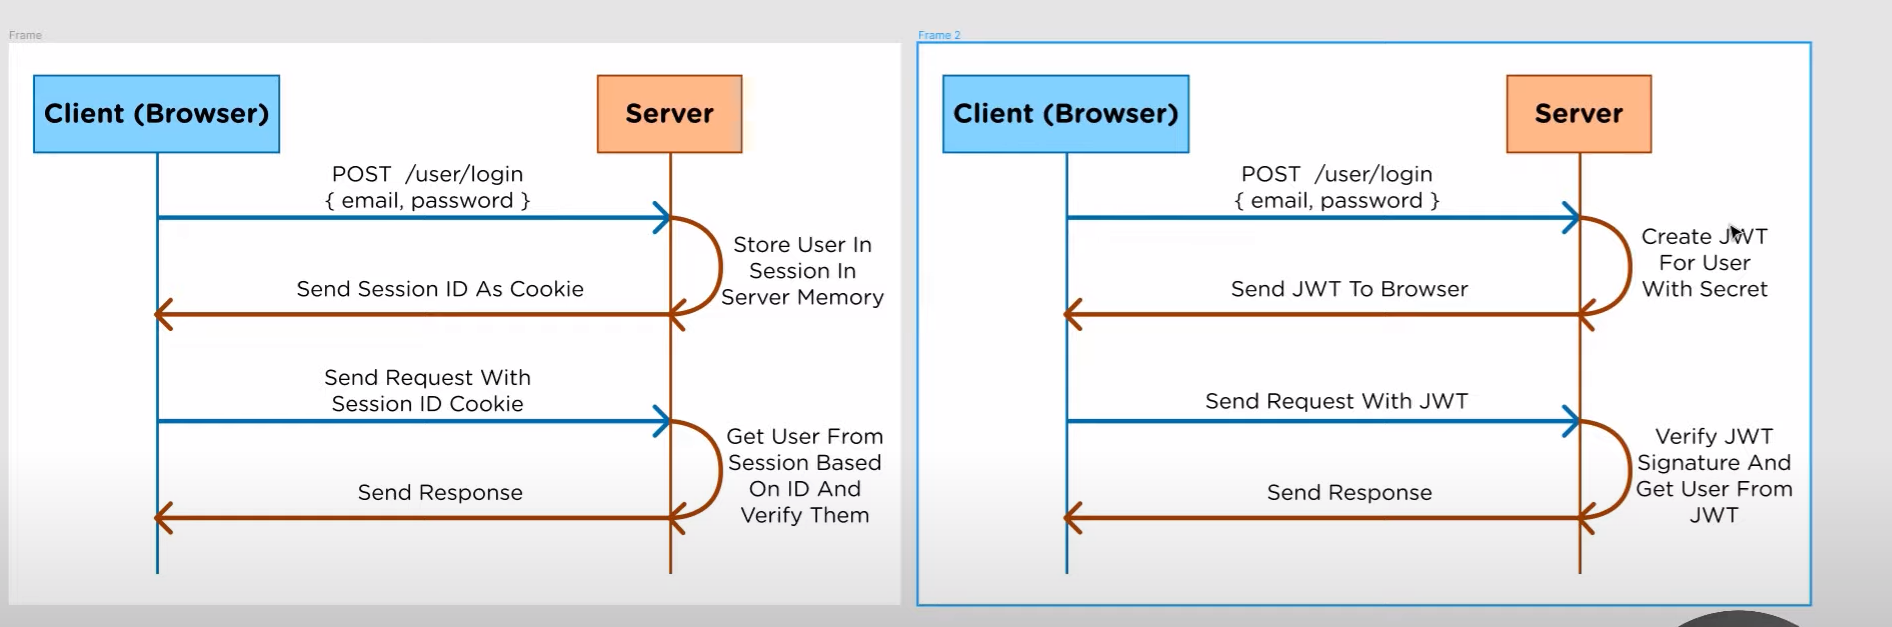 Frame
Client (Browser)
Server
POST /user/login
{ email, password }
Store User In
Session In
Server Memory
Send Session ID As Cookie
Send Request With
Session ID Cookie
Get User From
Session Based
On ID And
Verify Them
Send Response
Frame 2
Client (Browser)
Server
POST /user/login
{ email, password }
Create JWT
For User
With Secret
Send JWT To Browser
Send Request With JWT
Verify JWT
Signature And
Get User From
JWT
Send Response